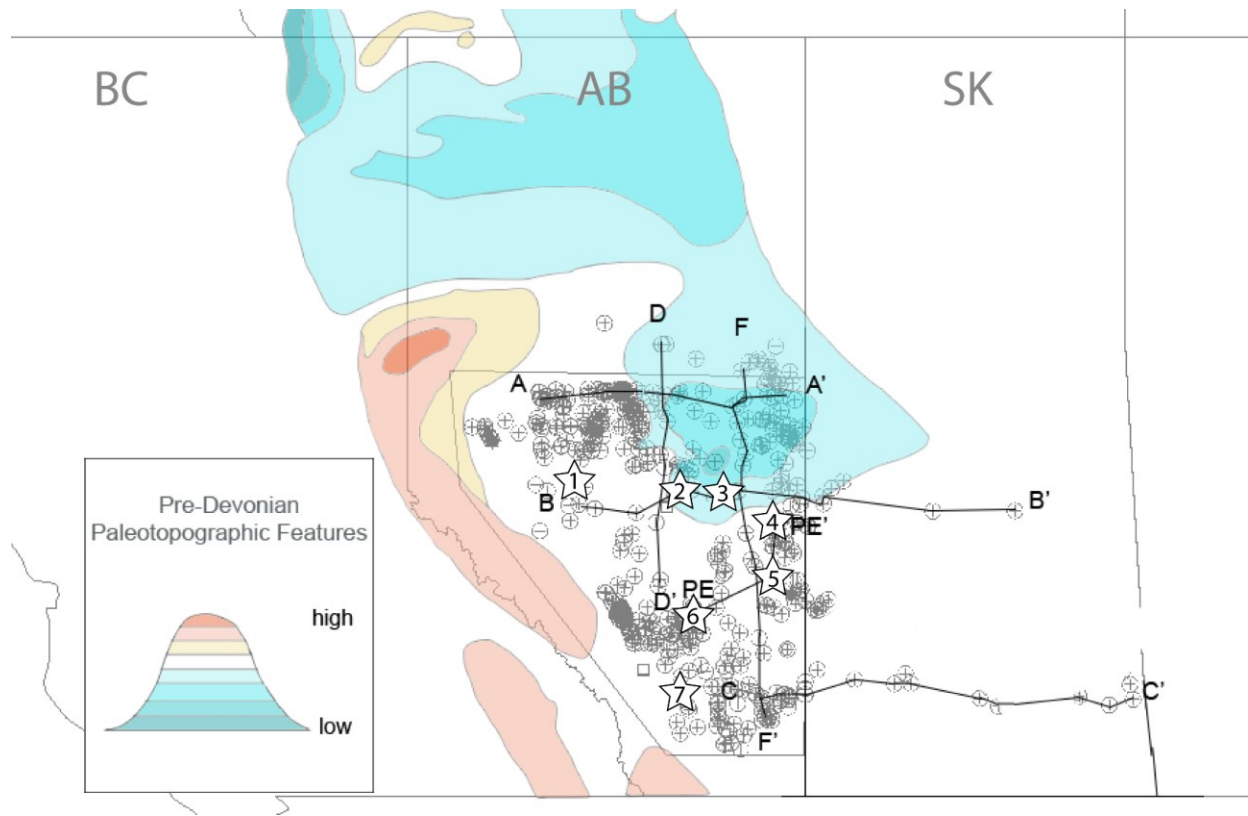 BC
AB
SK
D
F
A
A'
1
2
3
B
B'
4
PE'
5
D'
PE
6
7
C
C'
F'
Pre-Devonian
Paleotopographic Features
high
low